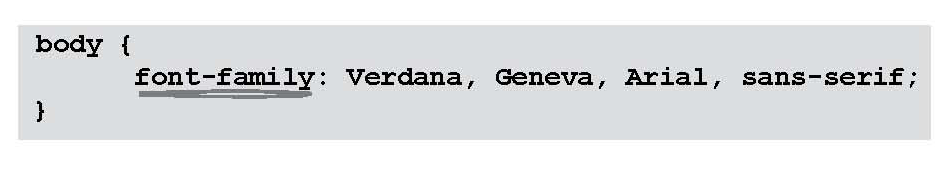 body {
font-family: Verdana, Geneva, Arial, sans-serif;
}